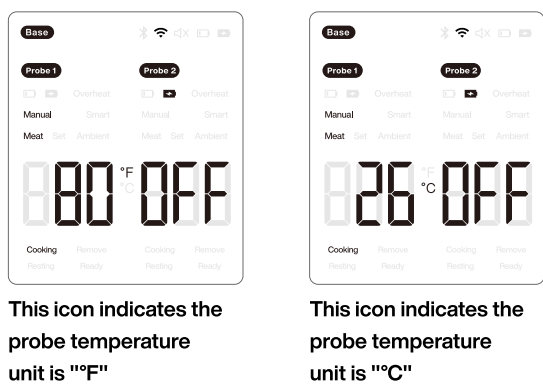 Base
Probe 1 Probe 2
Overheat Overheat
Manual Smart Manual Smart
Meat Set Ambient Meat Set Ambient
80 °F °C OFF
Cooking Remove Cooking Remove
Resting Ready Resting Ready
This icon indicates the
probe temperature
unit is "°F"
Base
Probe 1 Probe 2
Overheat Overheat
Manual Smart Manual Smart
Meat Set Ambient Meat Set Ambient
26 °F °C OFF
Cooking Remove Cooking Remove
Resting Ready Resting Ready
This icon indicates the
probe temperature
unit is "°C"